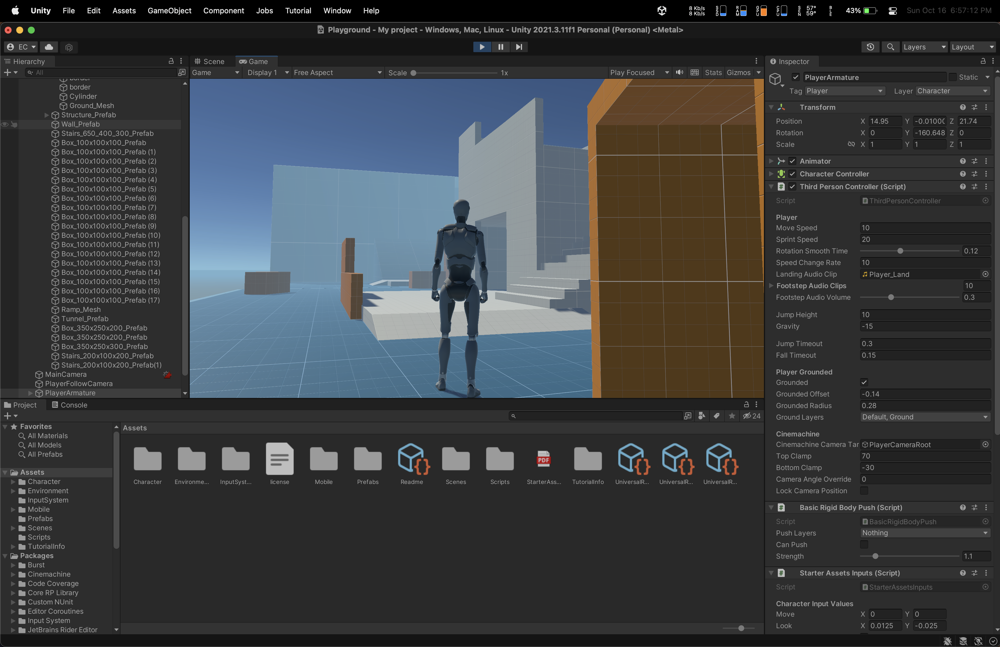 Unity File Edit Assets GameObject Component Jobs Tutorial Window Help
8 Kb/s
8 Kb/s
SSD RAM GPU CPU SEN 57° 59° BLE 43% Sun Oct 16 6:57:12 PM
Playground - My project - Windows, Mac, Linux - Unity 2021.3.11f1 Personal (Personal) <Metal>
EC
Layers Layout
Hierarchy
All
border
border
Cylinder
Ground_Mesh
Structure_Prefab
Wall_Prefab
Stairs_650_400_300_Prefab
Box_100x100x100_Prefab
Box_100x100x100_Prefab (1)
Box_100x100x100_Prefab (2)
Box_100x100x100_Prefab (3)
Box_100x100x100_Prefab (4)
Box_100x100x100_Prefab (5)
Box_100x100x100_Prefab (6)
Box_100x100x100_Prefab (7)
Box_100x100x100_Prefab (8)
Box_100x100x100_Prefab (9)
Box_100x100x100_Prefab (10)
Box_100x100x100_Prefab (11)
Box_100x100x100_Prefab (12)
Box_100x100x100_Prefab (13)
Box_100x100x100_Prefab (14)
Box_100x100x100_Prefab (15)
Box_100x100x100_Prefab (16)
Box_100x100x100_Prefab (17)
Ramp_Mesh
Tunnel_Prefab
Box_350x250x200_Prefab
Box_350x250x200_Prefab
Box_350x250x300_Prefab
Stairs_200x100x200_Prefab
Stairs_200x100x200_Prefab(1)
MainCamera
PlayerFollowCamera
PlayerArmature
Scene Game
Game Display 1 Free Aspect Scale 1x Play Focused Stats Gizmos
Inspector
PlayerArmature Static
Tag Player Layer Character
Transform
Position X 14.95 Y -0.01000 Z 21.74
Rotation X 0 Y -160.648 Z 0
Scale X 1 Y 1 Z 1
Animator
Character Controller
Third Person Controller (Script)
Script ThirdPersonController
Player
Move Speed 10
Sprint Speed 20
Rotation Smooth Time 0.12
Speed Change Rate 10
Landing Audio Clip Player_Land
Footstep Audio Clips 10
Footstep Audio Volume 0.3
Jump Height 10
Gravity -15
Jump Timeout 0.3
Fall Timeout 0.15
Player Grounded
Grounded
Grounded Offset -0.14
Grounded Radius 0.28
Ground Layers Default, Ground
Cinemachine
Cinemachine Camera Tar PlayerCameraRoot
Top Clamp 70
Bottom Clamp -30
Camera Angle Override 0
Lock Camera Position
Basic Rigid Body Push (Script)
Script BasicRigidBodyPush
Push Layers Nothing
Can Push
Strength 1.1
Starter Assets Inputs (Script)
Script StarterAssetsInputs
Character Input Values
Move X 0 Y 0
Look X 0.0125 Y -0.025
Project Console
24
Favorites
All Materials
All Models
All Prefabs
Assets
Character
Environment
InputSystem
Mobile
Prefabs
Scenes
Scripts
TutorialInfo
Packages
Burst
Cinemachine
Code Coverage
Core RP Library
Custom NUnit
Editor Coroutines
Input System
JetBrains Rider Editor
Assets
PDF
Character Environme... InputSyst... license Mobile Prefabs Readme Scenes Scripts StarterAss... TutorialInfo UniversalR... UniversalR... UniversalR...